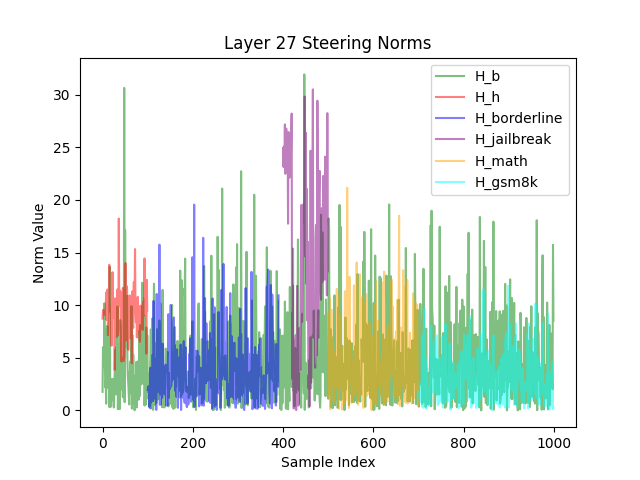 Layer 27 Steering Norms
H_b
H_h
H_borderline
H_jailbreak
H_math
H_gsm8k
Norm Value
30
25
20
15
10
5
0
0 200 400 600 800 1000
Sample Index